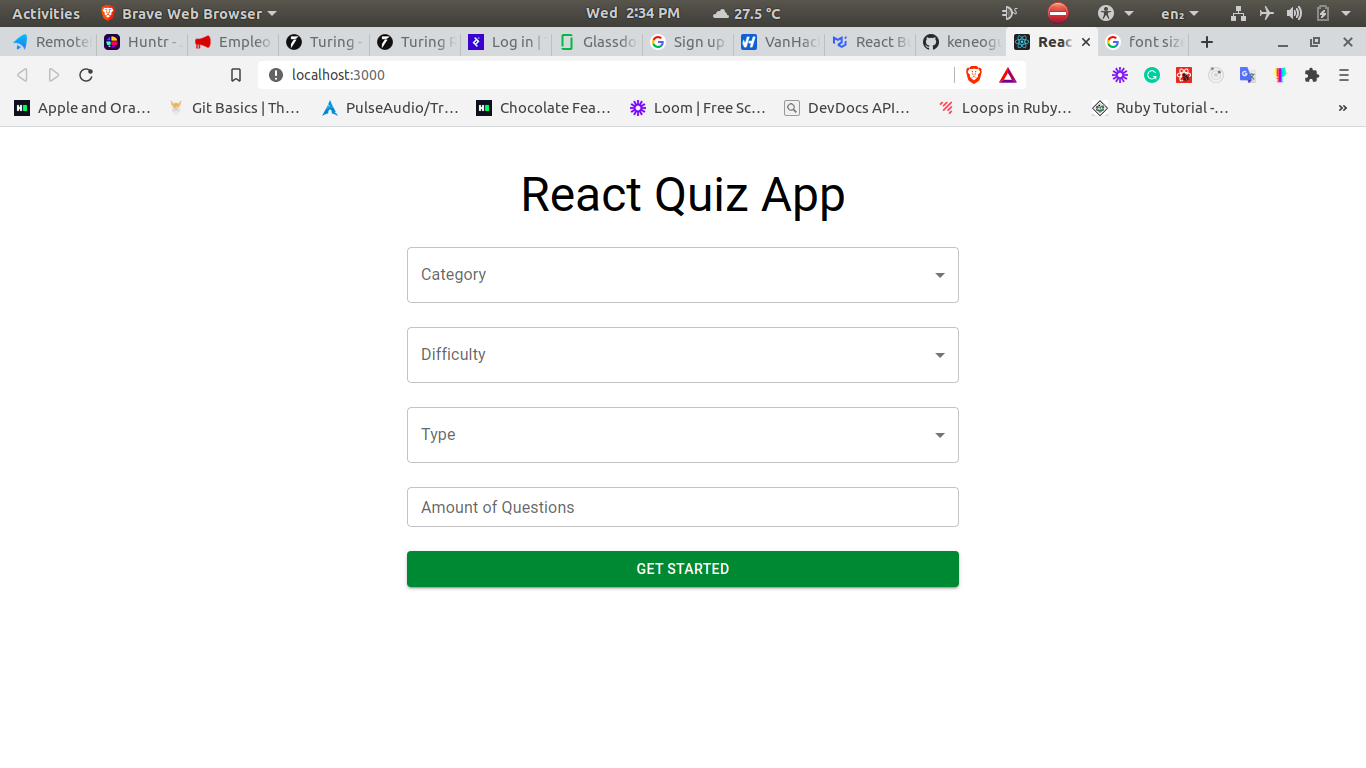 Activities Brave Web Browser Wed 2:34 PM 27.5 °C en₂
Remote Huntr - Empleo Turing - Turing R Log in | Glassdo Sign up VanHac React Bu keneogu Reac font size
localhost:3000
Apple and Ora… Git Basics | Th… PulseAudio/Tr… Chocolate Fea… Loom | Free Sc… DevDocs API… Loops in Ruby… Ruby Tutorial -… »
React Quiz App
Category
Difficulty
Type
Amount of Questions
GET STARTED